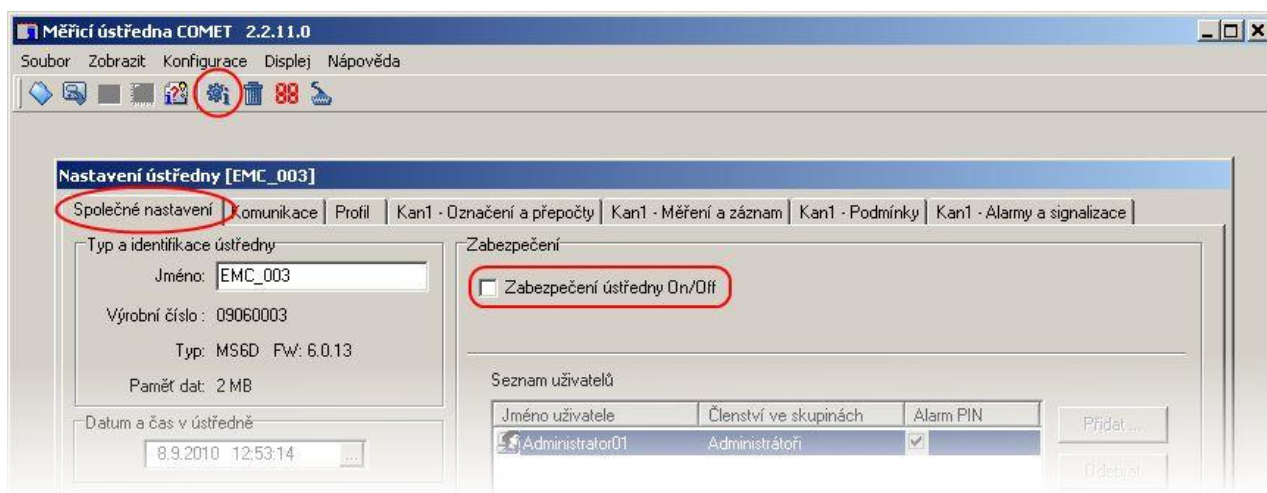 Měřicí ústředna COMET 2.2.11.0
Soubor Zobrazit Konfigurace Displej Nápověda
88
Nastavení ústředny [EMC_003]
Společné nastavení Komunikace Profil Kan1 - Označení a přepočty Kan1 - Měření a záznam Kan1 - Podmínky Kan1 - Alarmy a signalizace
Typ a identifikace ústředny
Jméno: EMC_003
Výrobní číslo : 09060003
Typ: MS6D FW: 6.0.13
Paměť dat: 2 MB
Datum a čas v ústředně
8.9.2010 12:53:14 ...
Zabezpečení
Zabezpečení ústředny On/Off
Seznam uživatelů
Jméno uživatele Členství ve skupinách Alarm PIN
Administrator01 Administrátoři
Přidat...
Odebrat